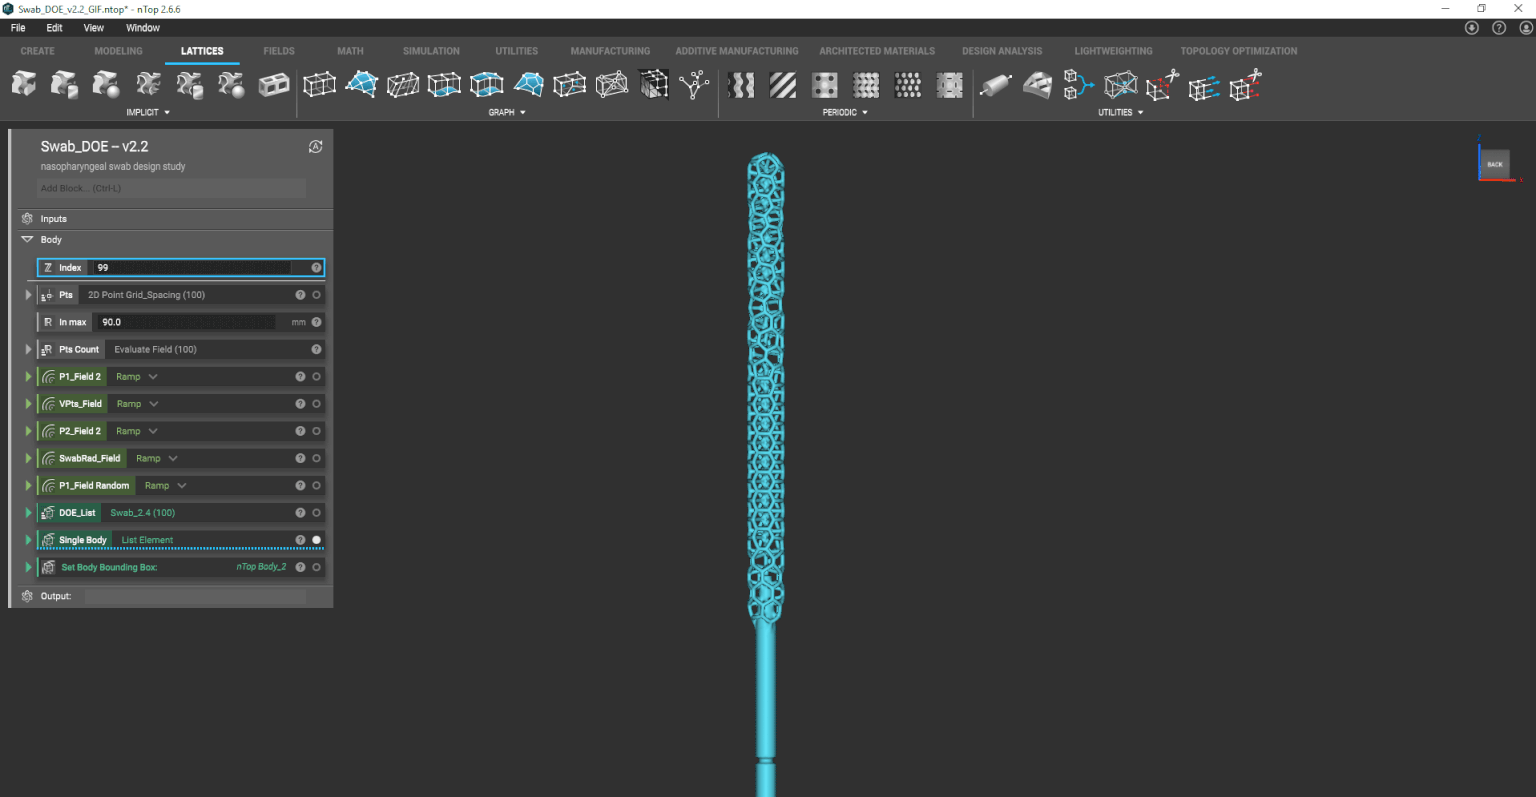 Swab_DOE_v2.2_GIF.ntop* - nTop 2.6.6
File Edit View Window
CREATE MODELING LATTICES FIELDS MATH SIMULATION UTILITIES MANUFACTURING ADDITIVE MANUFACTURING ARCHITECTED MATERIALS DESIGN ANALYSIS LIGHTWEIGHTING TOPOLOGY OPTIMIZATION
IMPLICIT GRAPH PERIODIC UTILITIES
Swab_DOE – v2.2
nasopharyngeal swab design study
Add Block... (Ctrl-L)
Inputs
Body
Z Index 99
Pts 2D Point Grid_Spacing (100)
R In max 90.0 mm
R Pts Count Evaluate Field (100)
P1_Field 2 Ramp
VPts_Field Ramp
P2_Field 2 Ramp
SwabRad_Field Ramp
P1_Field Random Ramp
DOE_List Swab_2.4 (100)
Single Body List Element
Set Body Bounding Box: nTop Body_2
Output:
BACK